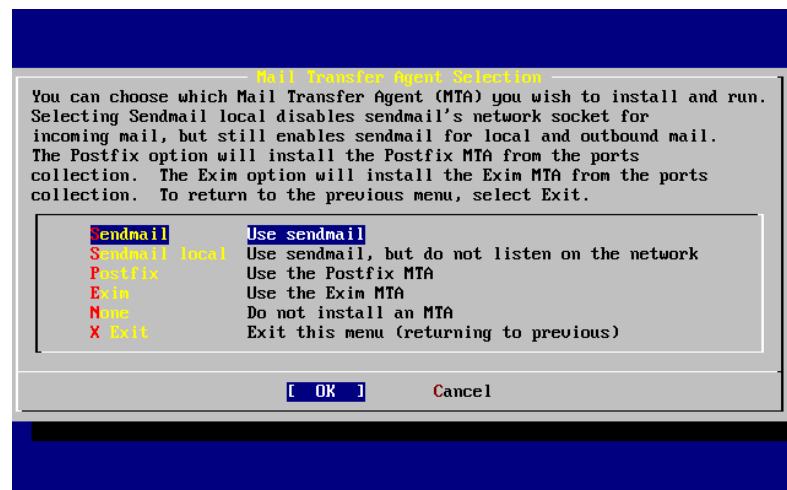 Mail Transfer Agent Selection
You can choose which Mail Transfer Agent (MTA) you wish to install and run.
Selecting Sendmail local disables sendmail's network socket for
incoming mail, but still enables sendmail for local and outbound mail.
The Postfix option will install the Postfix MTA from the ports
collection.  The Exim option will install the Exim MTA from the ports
collection.  To return to the previous menu, select Exit.
Sendmail Use sendmail
Sendmail local Use sendmail, but do not listen on the network
Postfix Use the Postfix MTA
Exim Use the Exim MTA
None Do not install an MTA
X Exit Exit this menu (returning to previous)
[ OK ] Cancel